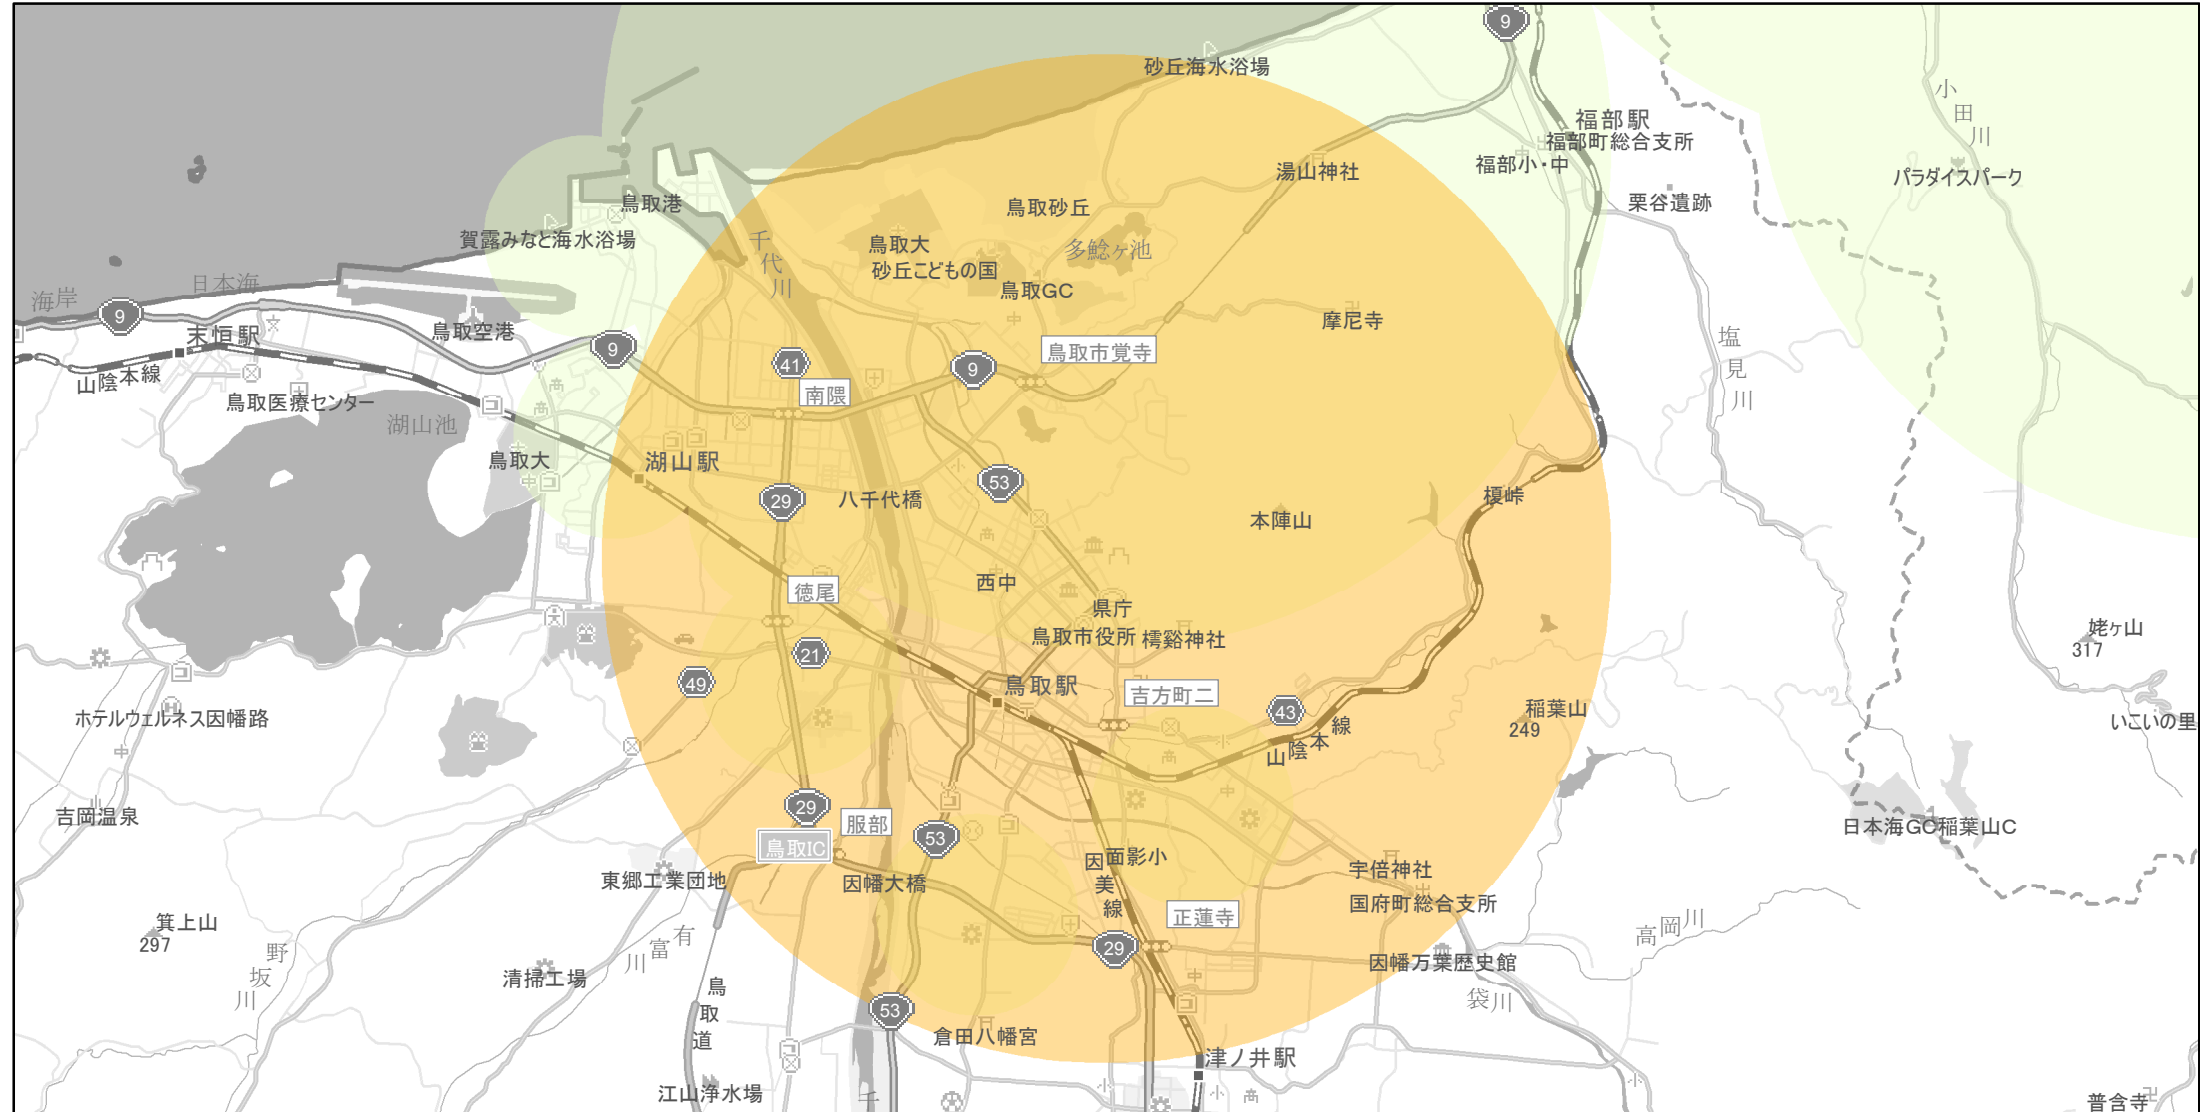 9
砂丘海水浴場
小田川
福部駅
福部町総合支所
福部小・中
湯山神社
パラダイスパーク
栗谷遺跡
鳥取港
鳥取砂丘
賀露みなと海水浴場
千代川
鳥取大
多鯰ヶ池
砂丘こどもの国
鳥取GC
日本海
海岸
9
末恒駅
鳥取空港
摩尼寺
塩見川
9
鳥取市覚寺
41
9
山陰本線
南隈
鳥取医療センター
湖山池
鳥取大
湖山駅
53
29
八千代橋
榎峠
本陣山
西中
徳尾
県庁
鳥取市役所
樗谿神社
姥ヶ山
317
21
49
鳥取駅
吉方町二
43
稲葉山
249
ホテルウェルネス因幡路
いこいの里
山陰本線
29
吉岡温泉
服部
53
鳥取IC
日本海GC稲葉山C
因美線
面影小
宇倍神社
東郷工業団地
因幡大橋
国府町総合支所
正蓮寺
箕上山
297
有富川
高岡川
29
野坂川
因幡万葉歴史館
清掃工場
鳥取道
袋川
53
倉田八幡宮
津ノ井駅
江山浄水場
千
普含寺